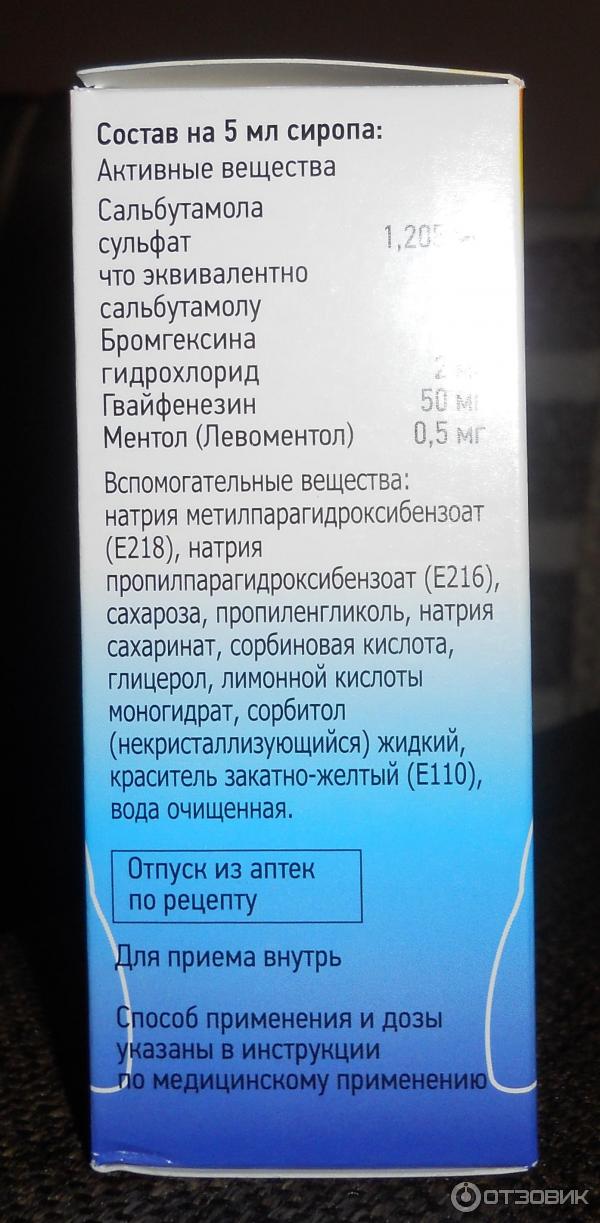 Состав на 5 мл сиропа:
Активные вещества
Сальбутамола
сульфат
что эквивалентно
сальбутамолу
Бромгексина
гидрохлорид 2
Гвайфенезин 50 мг
Ментол (Левоментол) 0,5 мг
Вспомогательные вещества:
натрия метилпарагидроксибензоат
(Е218), натрия
пропилпарагидроксибензоат (Е216),
сахароза, пропиленгликоль, натрия
сахаринат, сорбиновая кислота,
глицерол, лимонной кислоты
моногидрат, сорбитол
(некристаллизующийся) жидкий,
краситель закатно-желтый (Е110),
вода очищенная.
Отпуск из аптек
по рецепту
Для приема внутрь
Способ применения и дозы
указаны в инструкции
по медицинскому применению
ОТЗОВИК